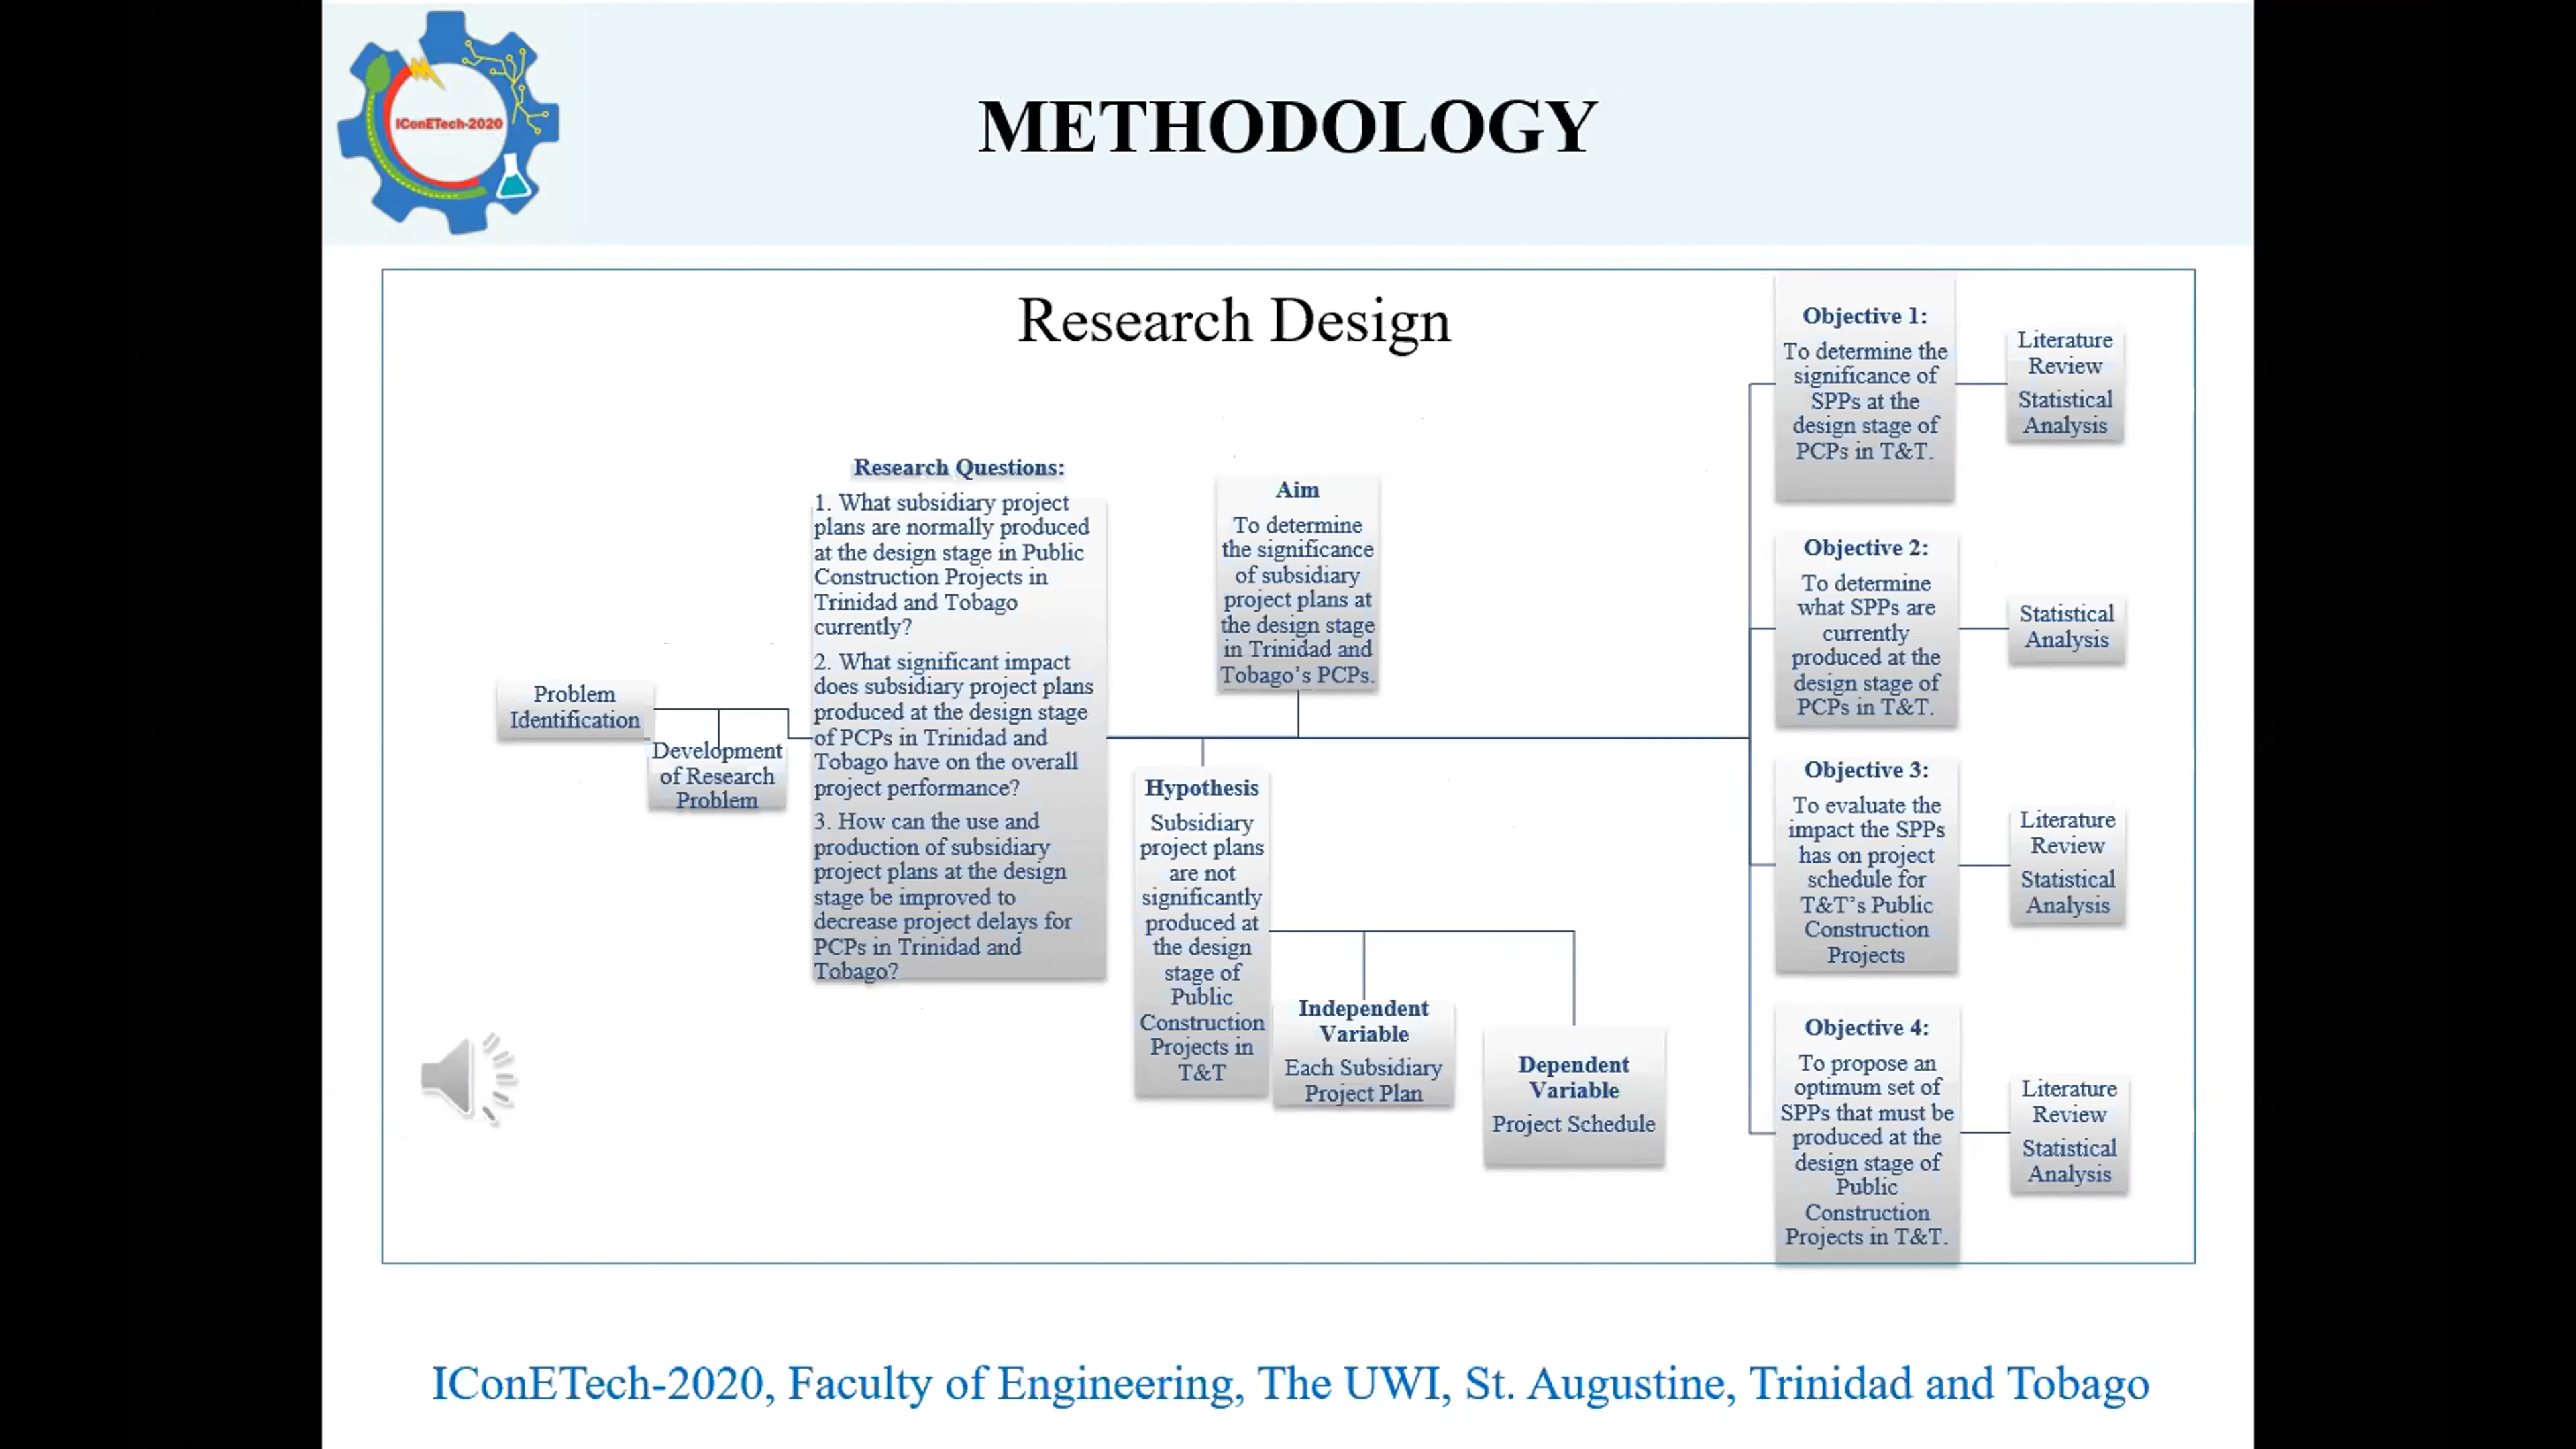 IConETech-2020
METHODOLOGY
Research Design
Problem
Identification
Development
of Research
Problem
Research Questions:
1. What subsidiary project
plans are normally produced
at the design stage in Public
Construction Projects in
Trinidad and Tobago
currently?
2. What significant impact
does subsidiary project plans
produced at the design stage
of PCPs in Trinidad and
Tobago have on the overall
project performance?
3. How can the use and
production of subsidiary
project plans at the design
stage be improved to
decrease project delays for
PCPs in Trinidad and
Tobago?
Aim
To determine
the significance
of subsidiary
project plans at
the design stage
in Trinidad and
Tobago’s PCPs.
Hypothesis
Subsidiary
project plans
are not
significantly
produced at
the design
stage of
Public
Construction
Projects in
T&T
Independent
Variable
Each Subsidiary
Project Plan
Dependent
Variable
Project Schedule
Objective 1:
To determine the
significance of
SPPs at the
design stage of
PCPs in T&T.
Literature
Review
Statistical
Analysis
Objective 2:
To determine
what SPPs are
currently
produced at the
design stage of
PCPs in T&T.
Statistical
Analysis
Objective 3:
To evaluate the
impact the SPPs
has on project
schedule for
T&T’s Public
Construction
Projects
Literature
Review
Statistical
Analysis
Objective 4:
To propose an
optimum set of
SPPs that must be
produced at the
design stage of
Public
Construction
Projects in T&T.
Literature
Review
Statistical
Analysis
IConETech-2020, Faculty of Engineering, The UWI, St. Augustine, Trinidad and Tobago